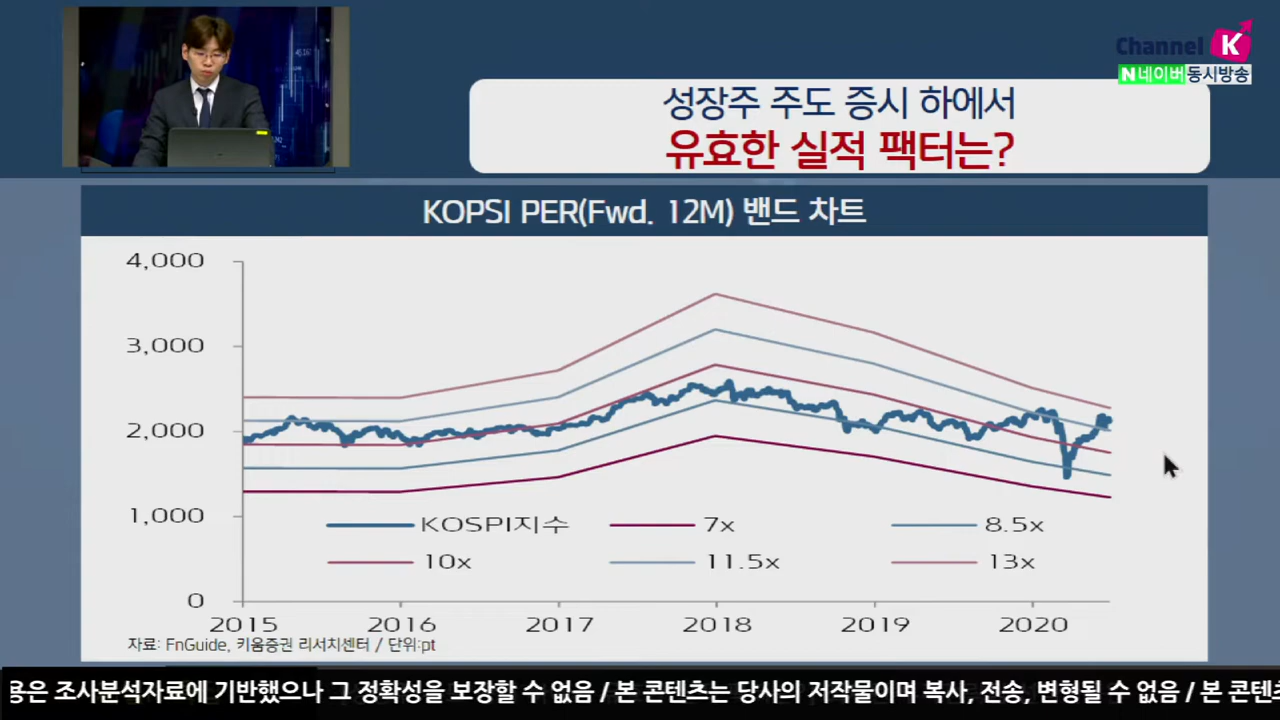 Channel K
N네이버 동시방송
성장주 주도 증시 하에서
유효한 실적 팩터는?
KOPSI PER(Fwd. 12M) 밴드 차트
4,000
3,000
2,000
1,000
0
KOSPI지수 7x 8.5x
10x 11.5x 13x
2015 2016 2017 2018 2019 2020
자료: FnGuide, 키움증권 리서치센터 / 단위:pt
용은 조사분석자료에 기반했으나 그 정확성을 보장할 수 없음 / 본 콘텐츠는 당사의 저작물이며 복사, 전송, 변형될 수 없음 / 본 콘텐츠